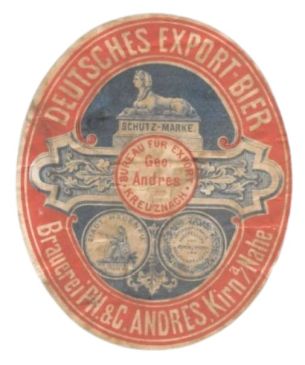 DEUTSCHES EXPORT BIER
SCHUTZ-MARKE.
BUREAU FÜR EXPORT
Geo
Andres
KREUZNACH
Brauerei PH & C. ANDRES Kirn a/Nahe